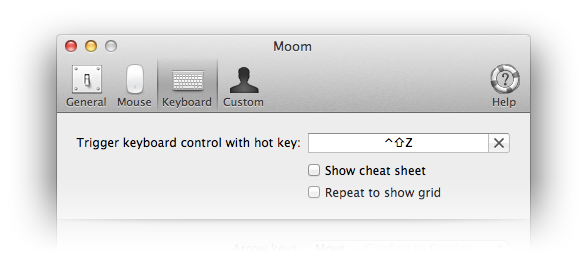 Moom
General Mouse Keyboard Custom Help
Trigger keyboard control with hot key: ^⇧Z
Show cheat sheet
Repeat to show grid